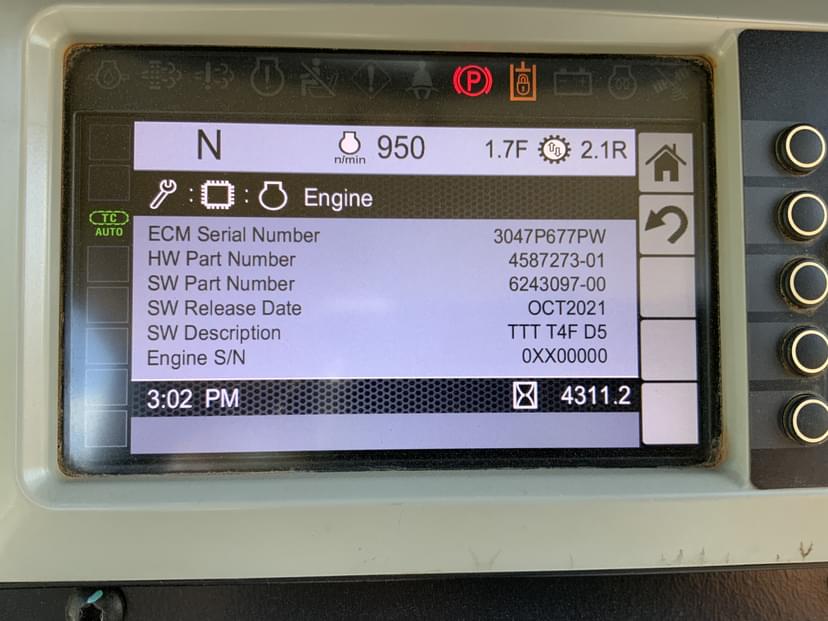 P
N n/min 950 1.7F 2.1R
: : Engine
TC
AUTO
ECM Serial Number 3047P677PW
HW Part Number 4587273-01
SW Part Number 6243097-00
SW Release Date OCT2021
SW Description TTT T4F D5
Engine S/N 0XX00000
3:02 PM 4311.2